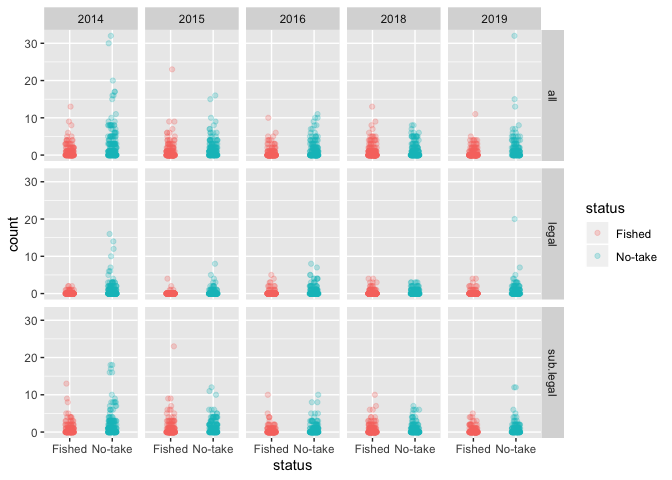 2014 2015 2016 2018 2019
30
20
10
0
all
30
20
10
0
legal
30
20
10
0
sub.legal
count
Fished No-take Fished No-take Fished No-take Fished No-take Fished No-take
status
status
Fished
No-take